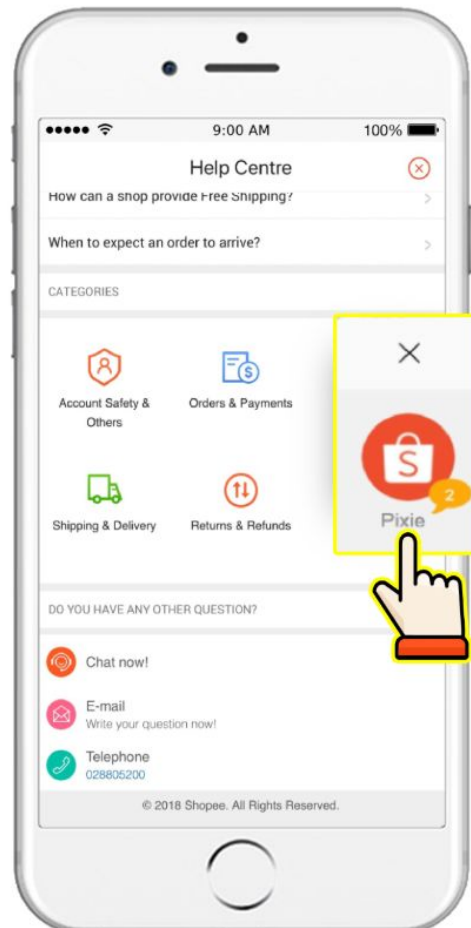 9:00 AM
100%
Help Centre
How can a shop provide Free Shipping?
When to expect an order to arrive?
CATEGORIES
Account Safety &
Others
Orders & Payments
Shipping & Delivery
Returns & Refunds
S
2
Pixie
DO YOU HAVE ANY OTHER QUESTION?
Chat now!
E-mail
Write your question now!
Telephone
028805200
© 2018 Shopee. All Rights Reserved.